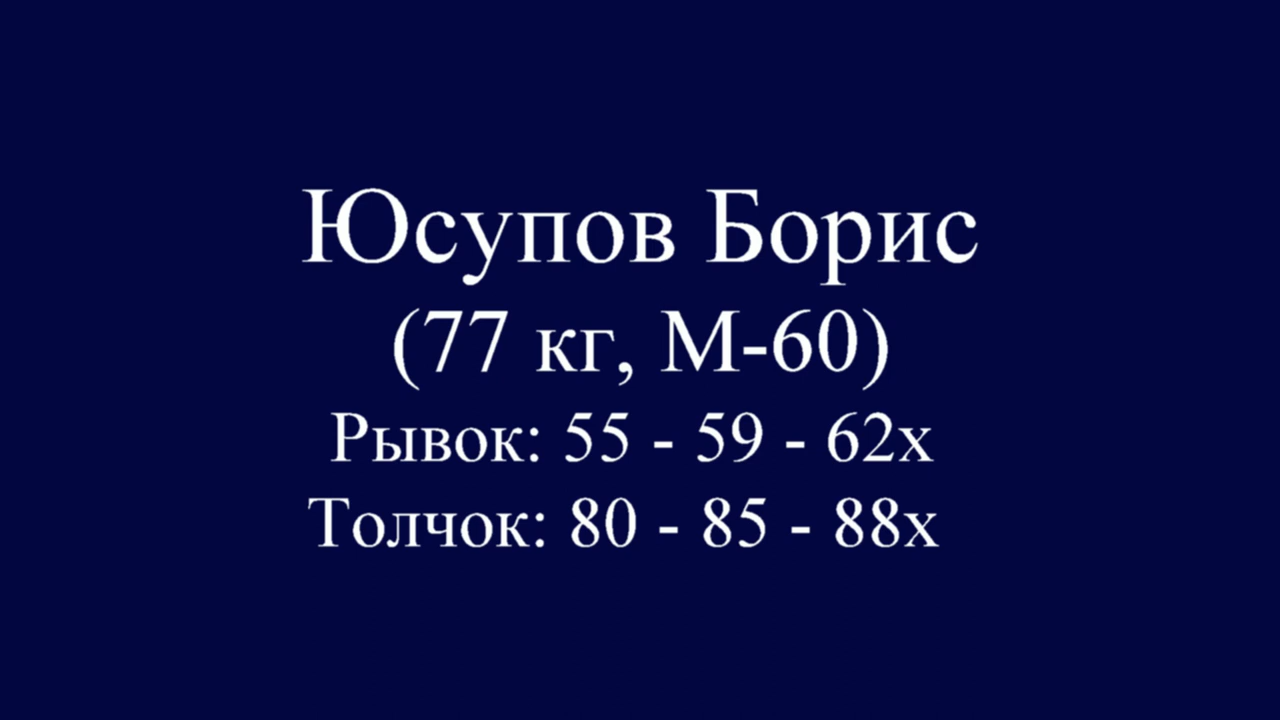 Юсупов Борис
(77 кг, М-60)
Рывок: 55 - 59 - 62х
Толчок: 80 - 85 - 88х